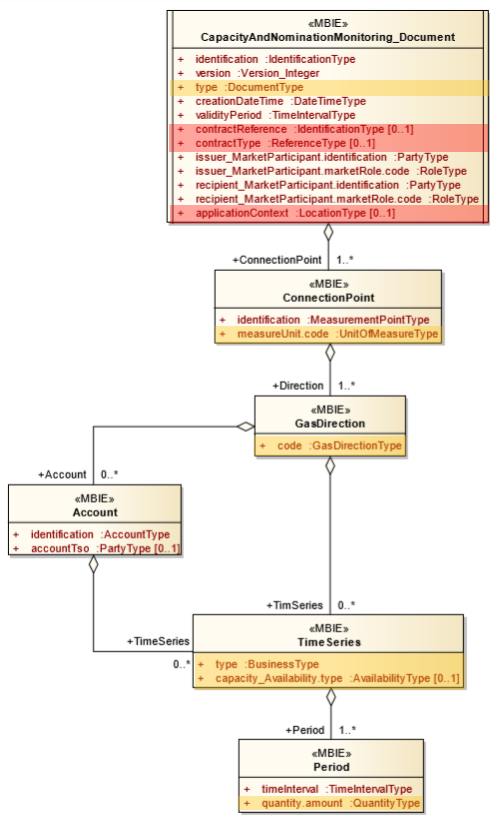 «MBIE»
CapacityAndNominationMonitoring_Document
+ identification :IdentificationType
+ version :Version_Integer
+ type :DocumentType
+ creationDateTime :DateTimeType
+ validityPeriod :TimeIntervalType
+ contractReference :IdentificationType [0..1]
+ contractType :ReferenceType [0..1]
+ issuer_MarketParticipant.identification :PartyType
+ issuer_MarketParticipant.marketRole.code :RoleType
+ recipient_MarketParticipant.identification :PartyType
+ recipient_MarketParticipant.marketRole.code :RoleType
+ applicationContext :LocationType [0..1]
+ConnectionPoint 1..*
«MBIE»
ConnectionPoint
+ identification :MeasurementPointType
+ measureUnit.code :UnitOfMeasureType
+Direction 1..*
«MBIE»
GasDirection
+ code :GasDirectionType
+Account 0..*
«MBIE»
Account
+ identification :AccountType
+ accountTso :PartyType [0..1]
+TimSeries 0..*
+TimeSeries
0..*
«MBIE»
TimeSeries
+ type :BusinessType
+ capacity_Availability.type :AvailabilityType [0..1]
+Period 1..*
«MBIE»
Period
+ timeInterval :TimeIntervalType
+ quantity.amount :QuantityType